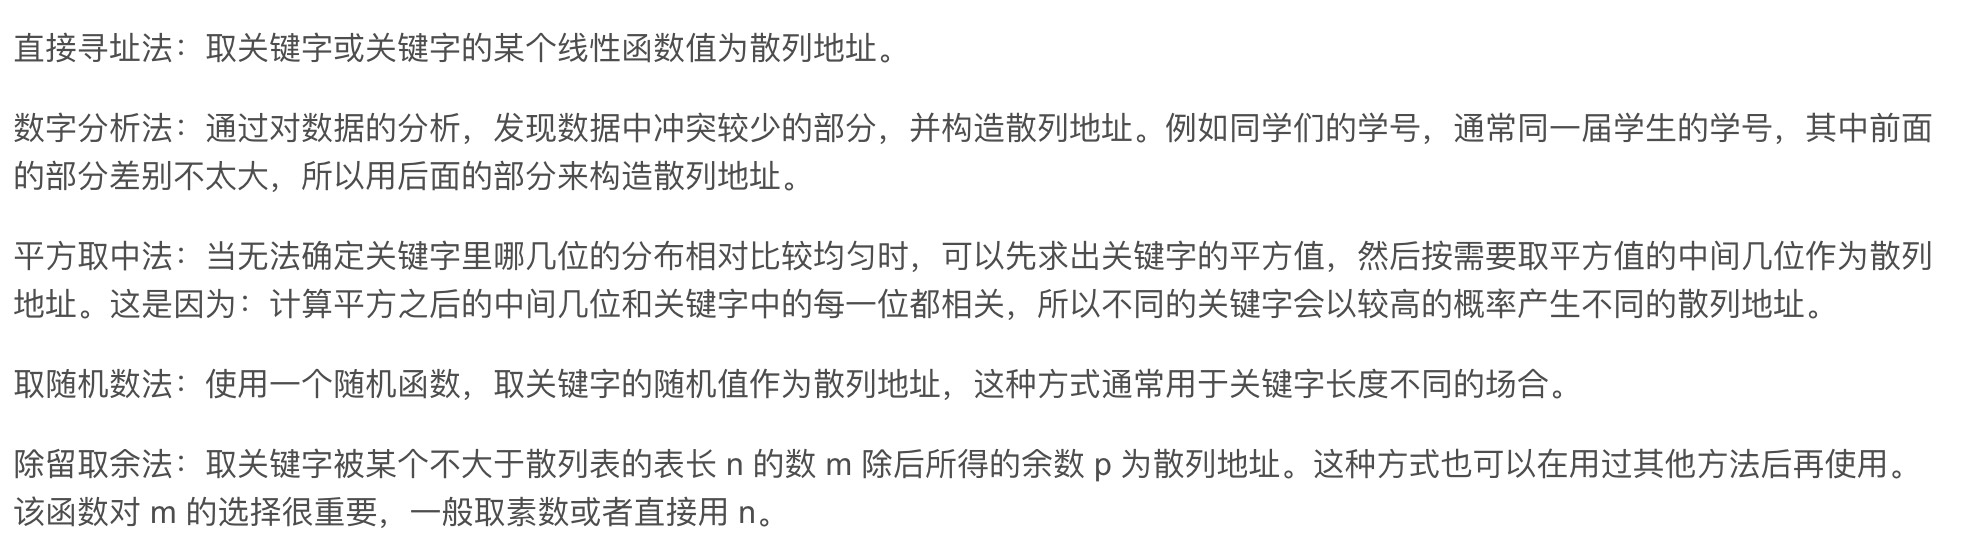 直接寻址法：取关键字或关键字的某个线性函数值为散列地址。
数字分析法：通过对数据的分析，发现数据中冲突较少的部分，并构造散列地址。例如同学们的学号，通常同一届学生的学号，其中前面
的部分差别不太大，所以用后面的部分来构造散列地址。
平方取中法：当无法确定关键字里哪几位的分布相对比较均匀时，可以先求出关键字的平方值，然后按需要取平方值的中间几位作为散列
地址。这是因为：计算平方之后的中间几位和关键字中的每一位都相关，所以不同的关键字会以较高的概率产生不同的散列地址。
取随机数法：使用一个随机函数，取关键字的随机值作为散列地址，这种方式通常用于关键字长度不同的场合。
除留取余法：取关键字被某个不大于散列表的表长 n 的数 m 除后所得的余数 p 为散列地址。这种方式也可以在用过其他方法后再使用。
该函数对 m 的选择很重要，一般取素数或者直接用 n。